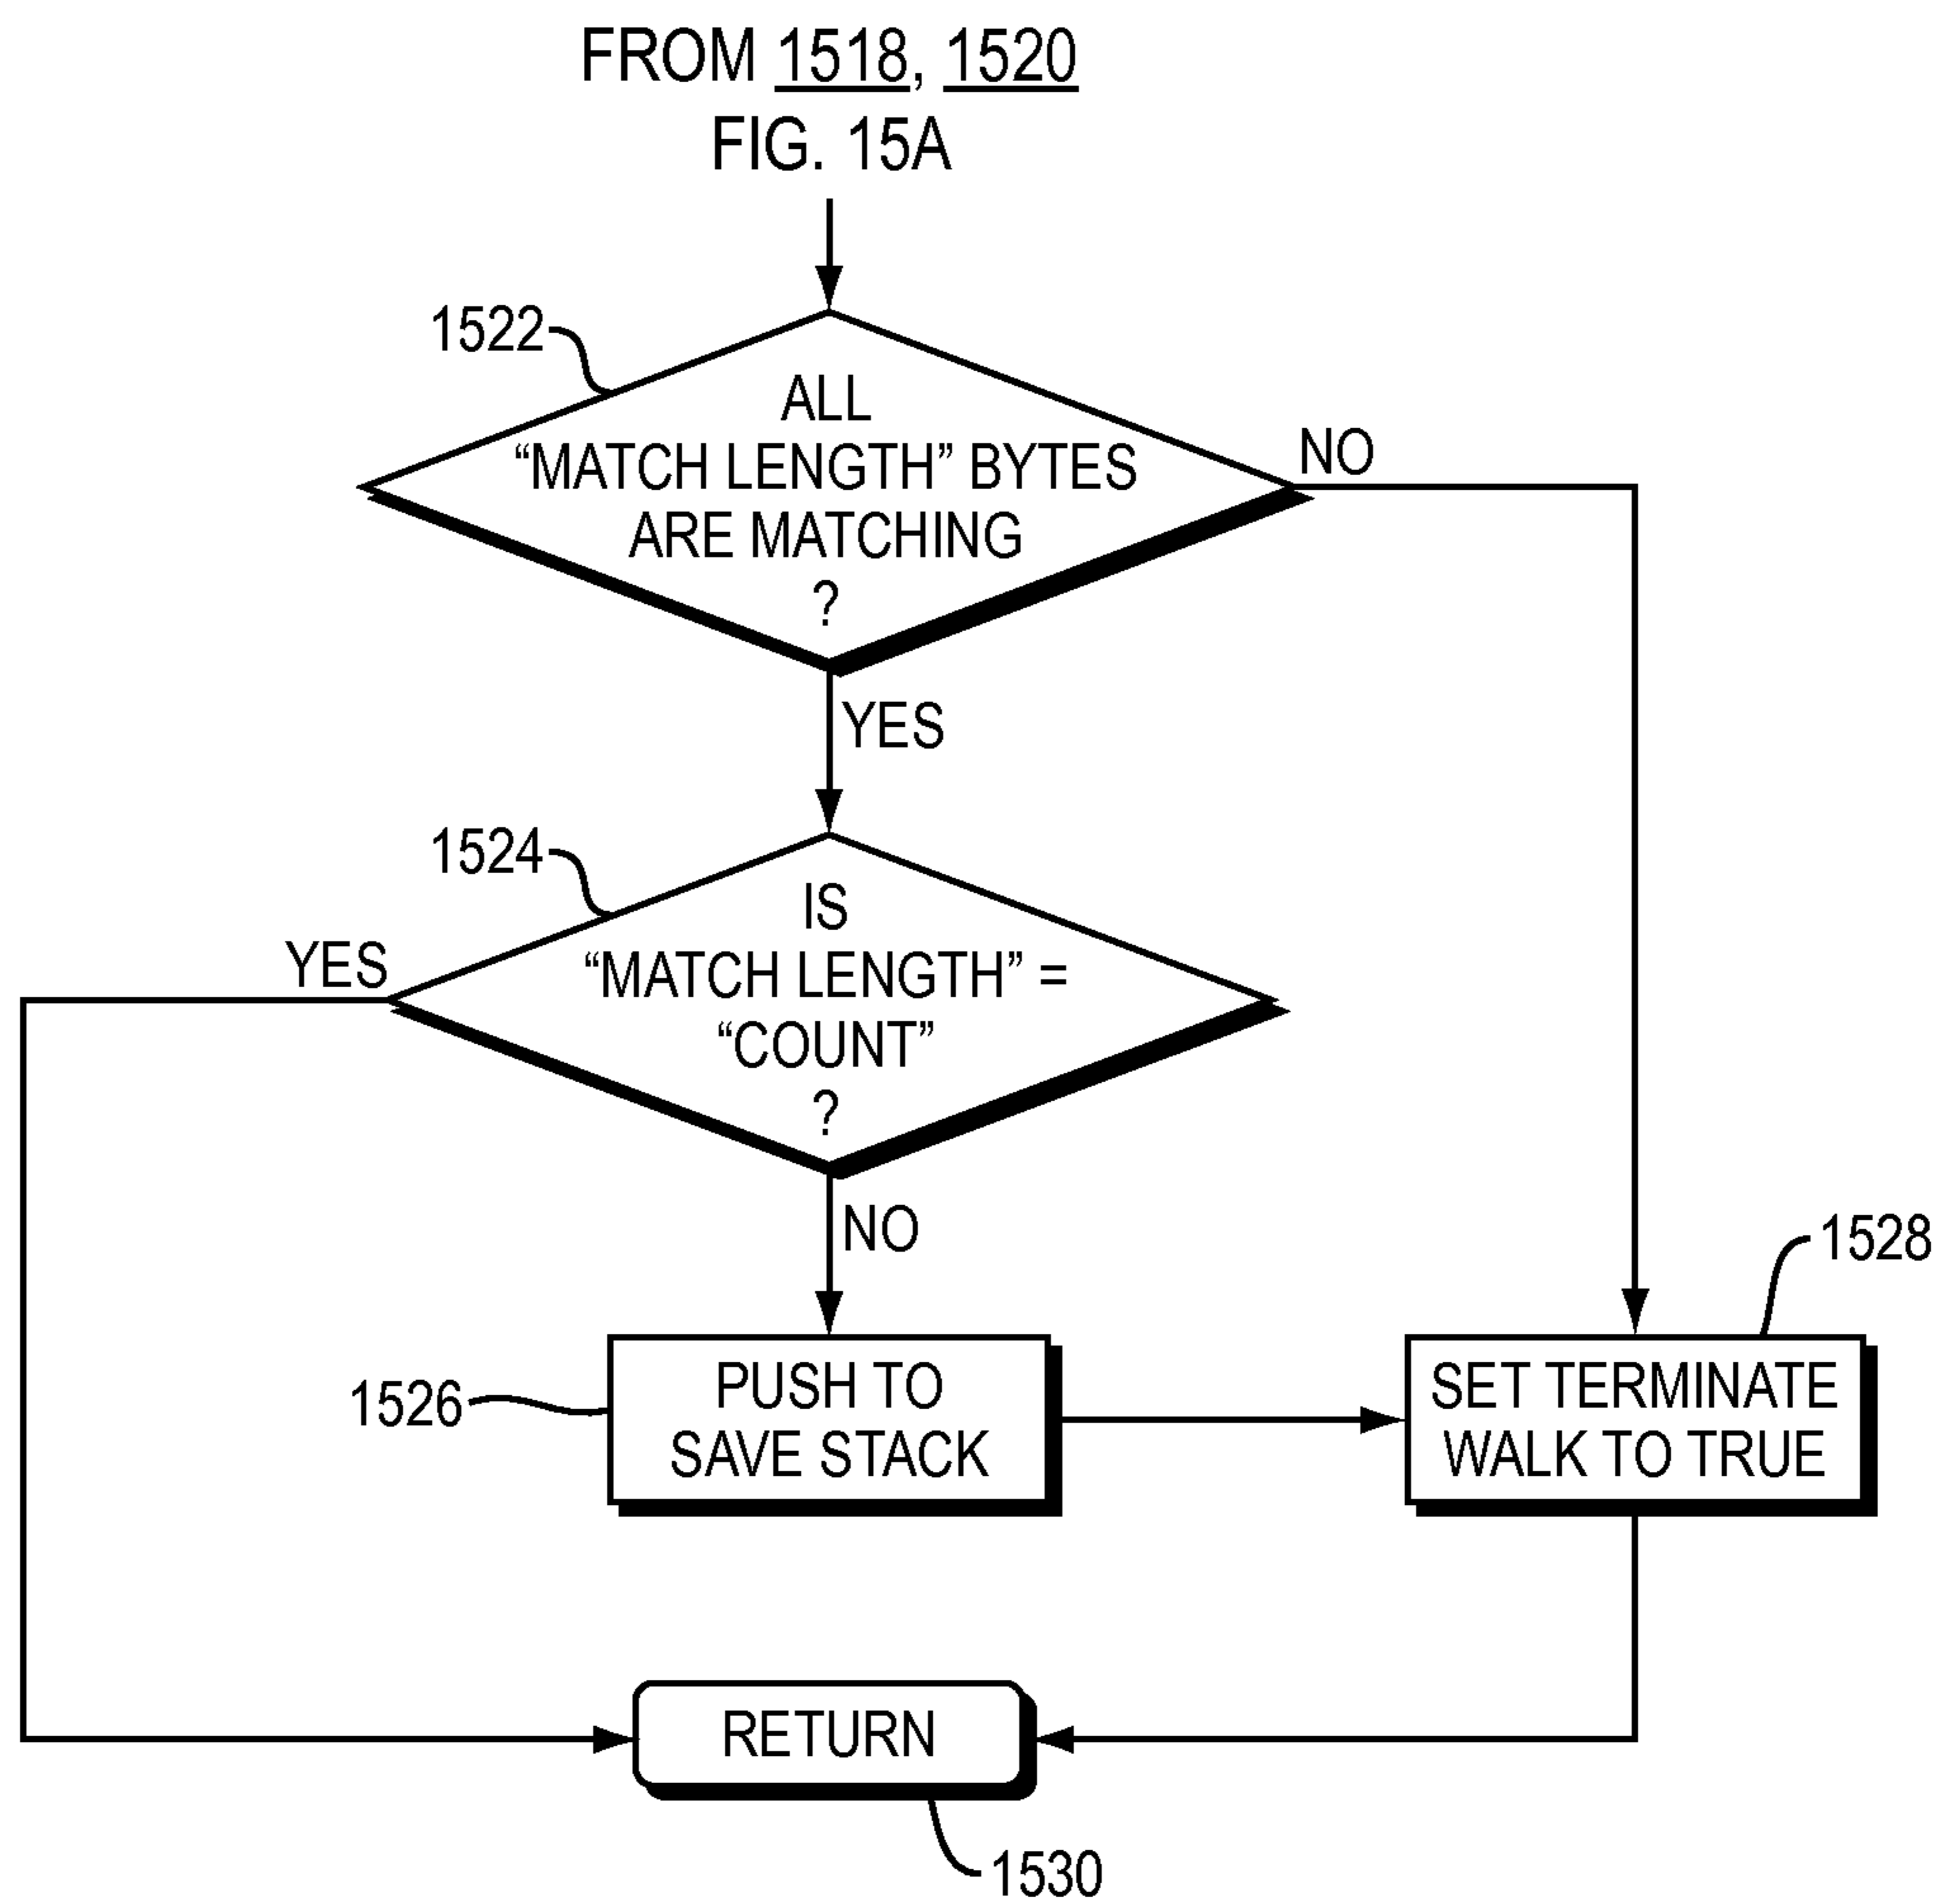 FROM 1518, 1520
FIG. 15A
1522
ALL
“MATCH LENGTH” BYTES
ARE MATCHING
?
NO
YES
1524
IS
“MATCH LENGTH” =
“COUNT”
?
YES
NO
1528
1526
PUSH TO
SAVE STACK
SET TERMINATE
WALK TO TRUE
RETURN
1530